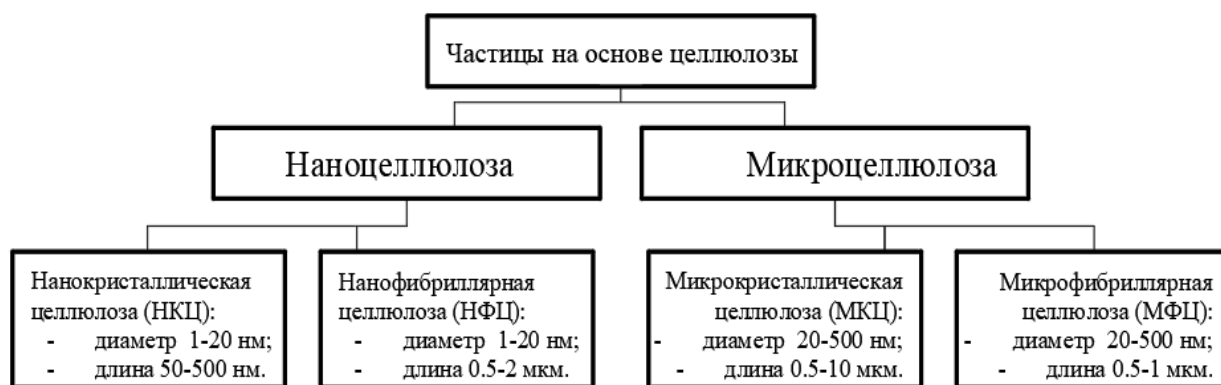 Частицы на основе целлюлозы
Наноцеллюлоза
Микроцеллюлоза
Нанокристаллическая
целлюлоза (НКЦ):
- диаметр 1-20 нм;
- длина 50-500 нм.
Нанофибриллярная
целлюлоза (НФЦ):
- диаметр 1-20 нм;
- длина 0.5-2 мкм.
Микрокристаллическая
целлюлоза (МКЦ):
- диаметр 20-500 нм;
- длина 0.5-10 мкм.
Микрофибриллярная
целлюлоза (МФЦ):
- диаметр 20-500 нм;
- длина 0.5-1 мкм.